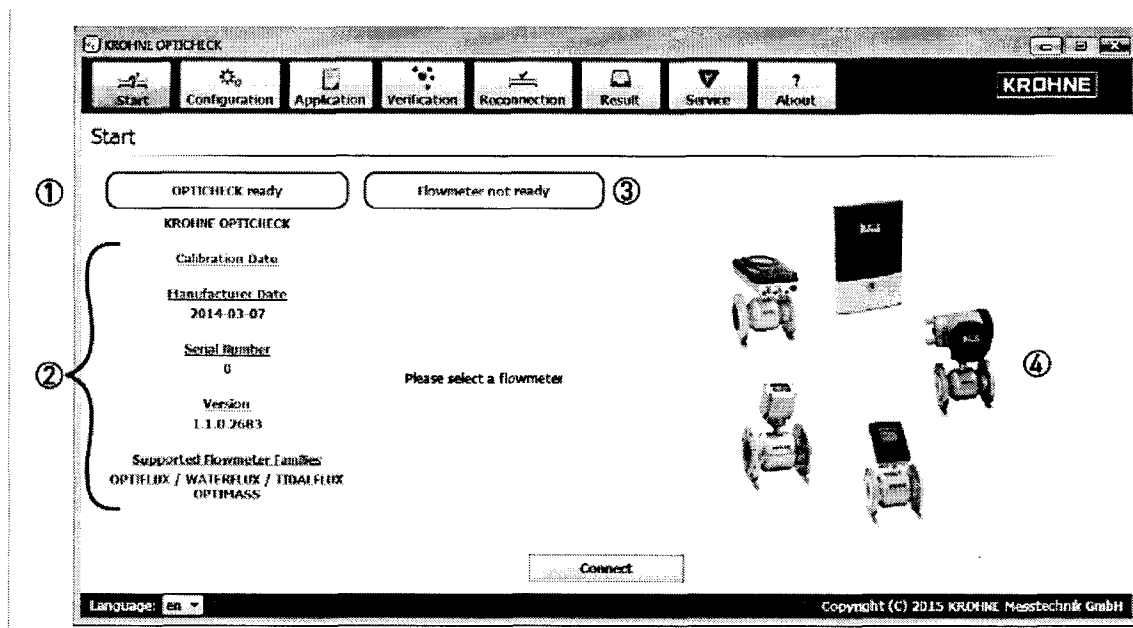 KROHNE OPTICHECK
Start
Configuration
Application
Verification
Reconnection
Result
Service
?
About
KROHNE
Start
① OPTICHECK ready
Flowmeter not ready ③
KROHNE OPTICHECK
Calibration Date
Manufacturer Date
2014-03-07
Serial Number
0
②
Please select a flowmeter
④
Version
1.1.0.2683
Supported Flowmeter Families
OPTIFLUX / WATERFLUX / TIDALFLUX
OPTIMASS
Connect
Language: en
Copyright (C) 2015 KROHNE Messtechnik GmbH